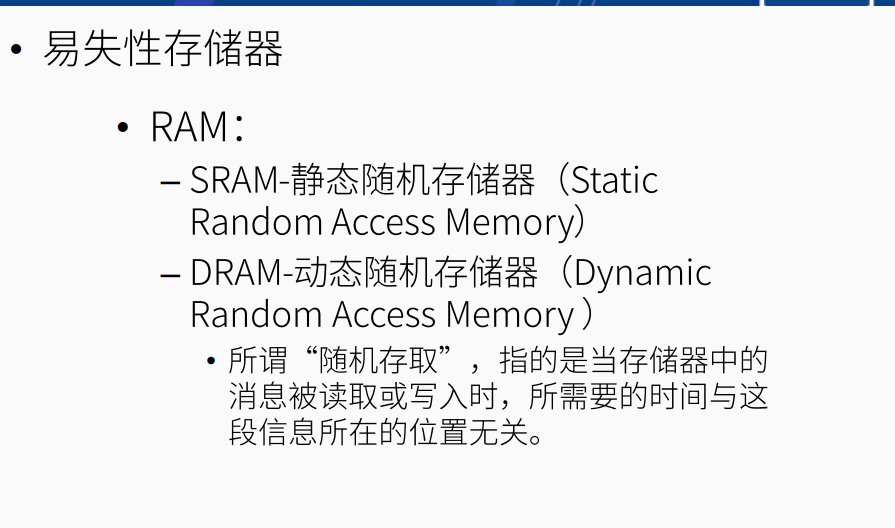 • 易失性存储器
• RAM：
– SRAM-静态随机存储器（Static
Random Access Memory）
– DRAM-动态随机存储器（Dynamic
Random Access Memory ）
• 所谓“随机存取”，指的是当存储器中的
消息被读取或写入时，所需要的时间与这
段信息所在的位置无关。